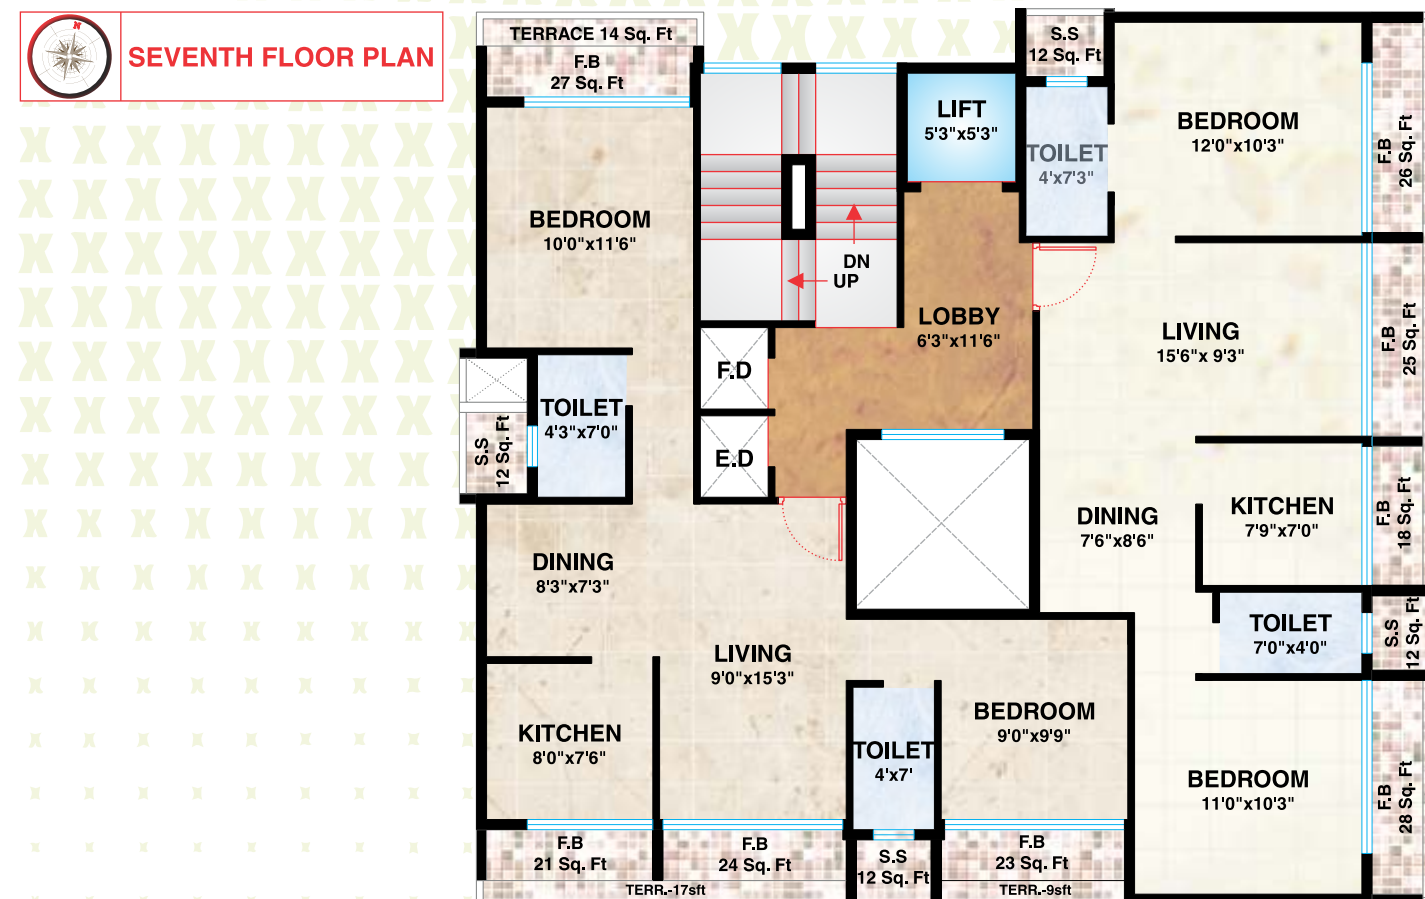 N
SEVENTH FLOOR PLAN
TERRACE 14 Sq. Ft
F.B
27 Sq. Ft
BEDROOM
10'0"x11'6"
TOILET
4'3"x7'0"
S.S
12 Sq. Ft
F.D
E.D
DN
UP
LIFT
5'3"x5'3"
LOBBY
6'3"x11'6"
S.S
12 Sq. Ft
TOILET
4'x7'3"
BEDROOM
12'0"x10'3"
F.B
26 Sq. Ft
LIVING
15'6"x 9'3"
F.B
25 Sq. Ft
KITCHEN
7'9"x7'0"
F.B
18 Sq. Ft
DINING
7'6"x8'6"
TOILET
7'0"x4'0"
S.S
12 Sq. Ft
BEDROOM
11'0"x10'3"
F.B
28 Sq. Ft
DINING
8'3"x7'3"
LIVING
9'0"x15'3"
KITCHEN
8'0"x7'6"
TOILET
4'x7'
BEDROOM
9'0"x9'9"
F.B
21 Sq. Ft
F.B
24 Sq. Ft
TERR.-17sft
S.S
12 Sq. Ft
F.B
23 Sq. Ft
TERR.-9sft